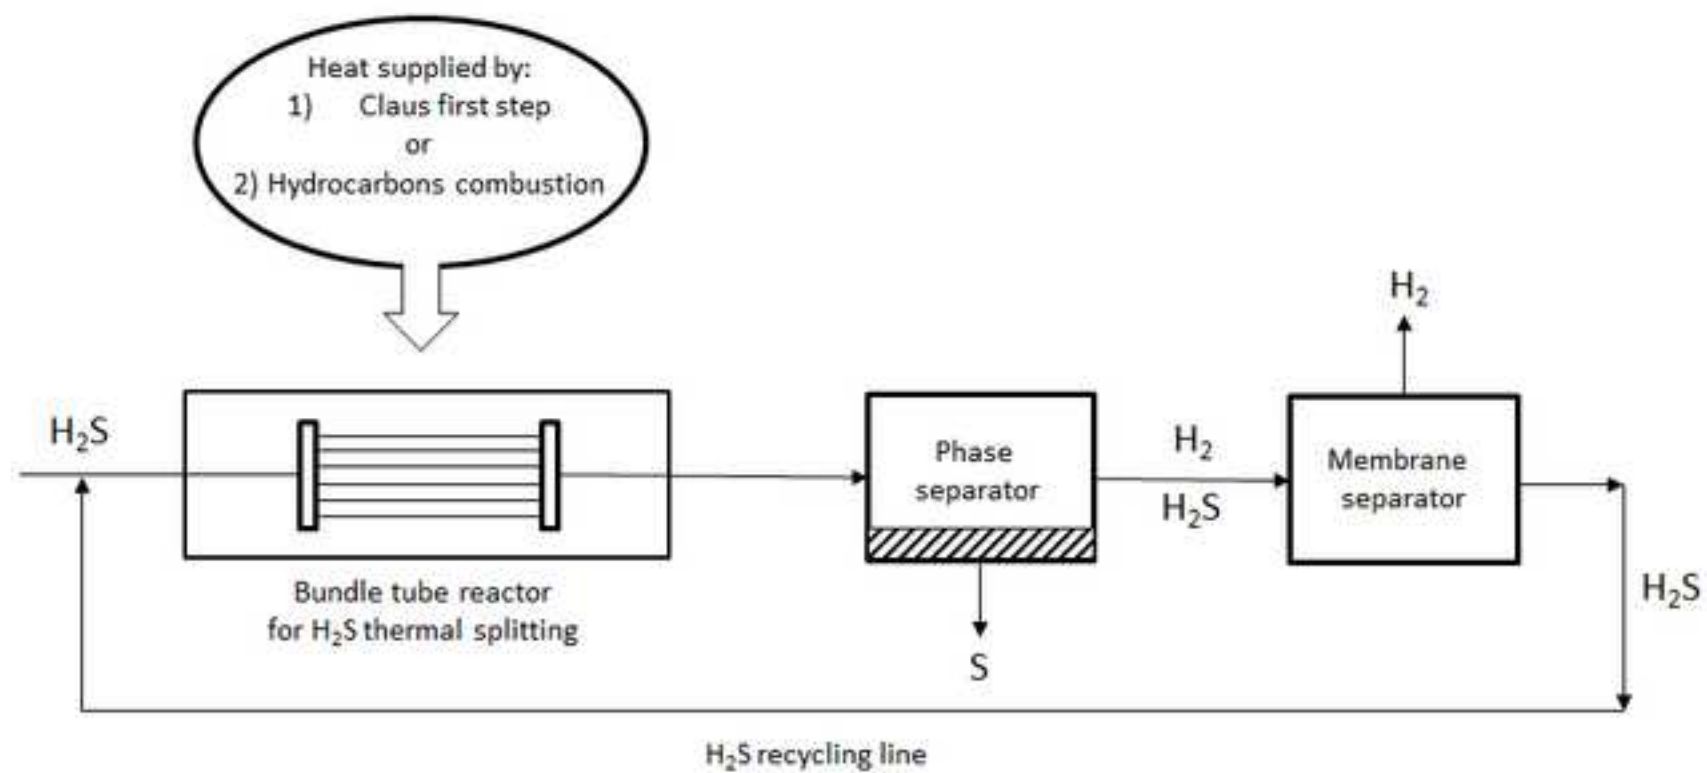 Heat supplied by:
1) Claus first step
or
2) Hydrocarbons combustion
H₂S
Bundle tube reactor
for H₂S thermal splitting
Phase
separator
S
H₂
H₂S
Membrane
separator
H₂
H₂S
H₂S recycling line